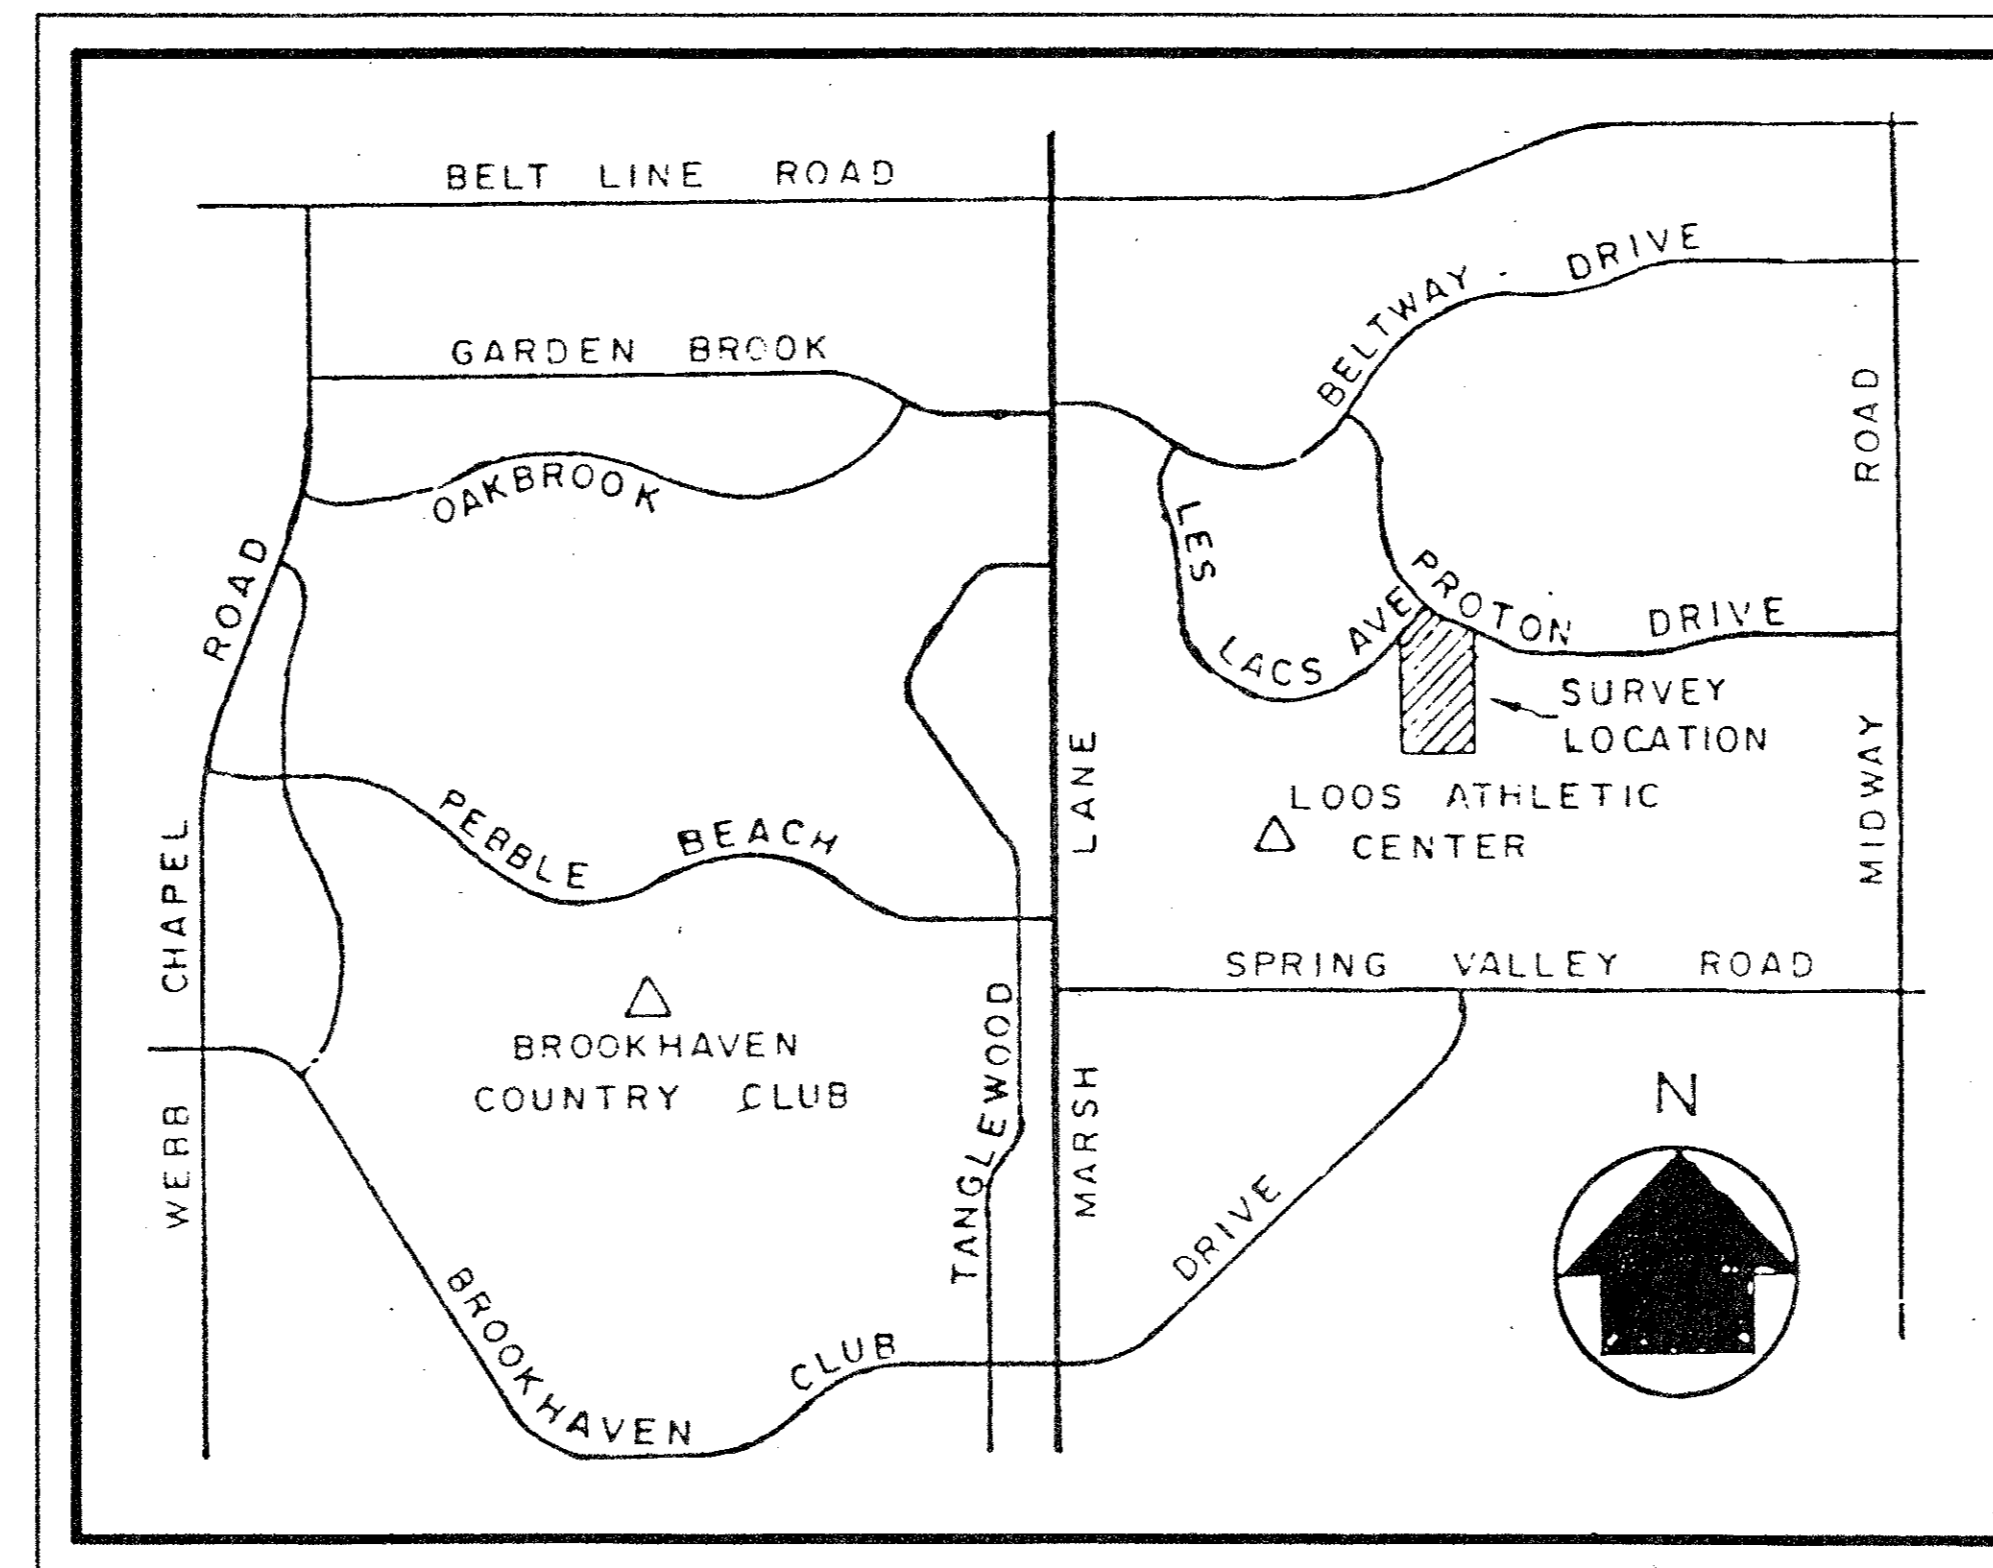 BELT LINE ROAD
BELTWAY DRIVE
GARDEN BROOK
OAKBROOK
LES LACS AVE
PROTON DRIVE
SURVEY
LOCATION
LOOS ATHLETIC
CENTER
MIDWAY ROAD
WEBB CHAPEL ROAD
PEBBLE BEACH
MARSH LANE
SPRING VALLEY ROAD
BROOKHAVEN
COUNTRY CLUB
TANGLEWOOD
BROOKHAVEN CLUB DRIVE
N